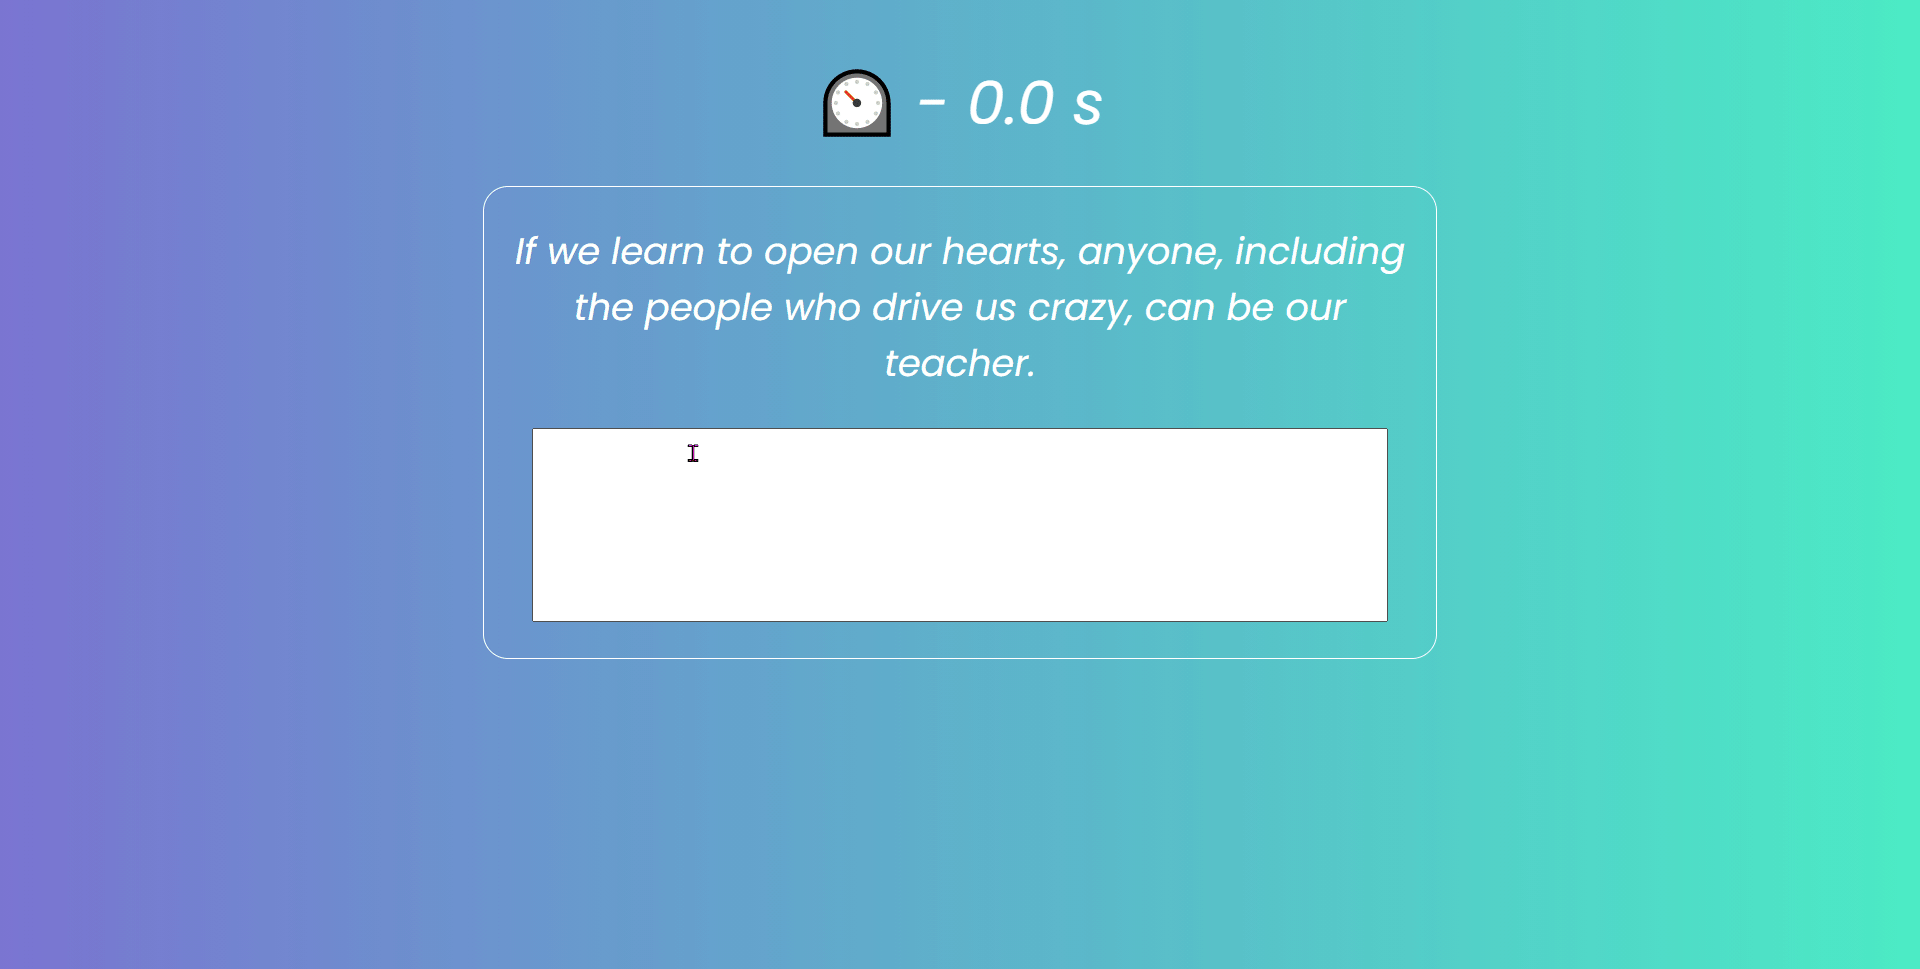 - 0.0 s
If we learn to open our hearts, anyone, including
the people who drive us crazy, can be our
teacher.